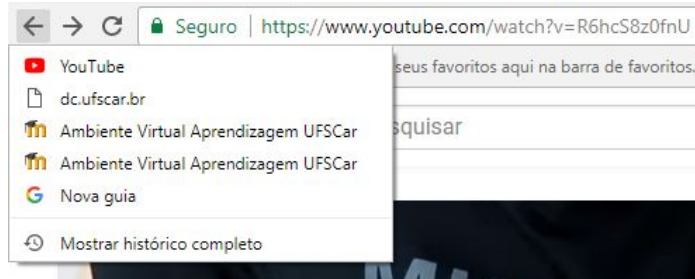 Seguro | https://www.youtube.com/watch?v=R6hcS8z0fnU
YouTube
seus favoritos aqui na barra de favoritos.
dc.ufscar.br
Ambiente Virtual Aprendizagem UFSCar
squisar
Ambiente Virtual Aprendizagem UFSCar
Nova guia
Mostrar histórico completo